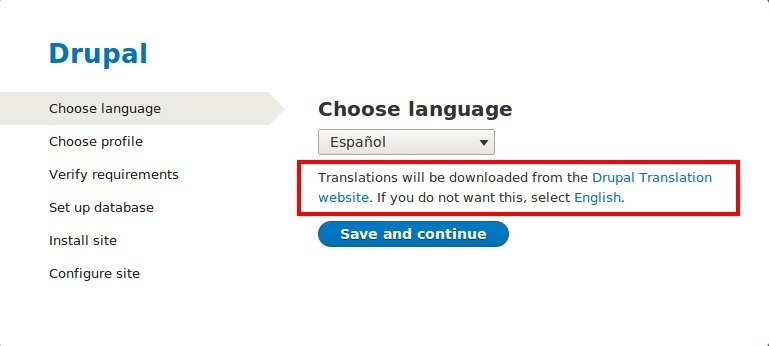 Drupal
Choose language
Choose profile
Verify requirements
Set up database
Install site
Configure site
Choose language
Español
Translations will be downloaded from the Drupal Translation
website. If you do not want this, select English.
Save and continue